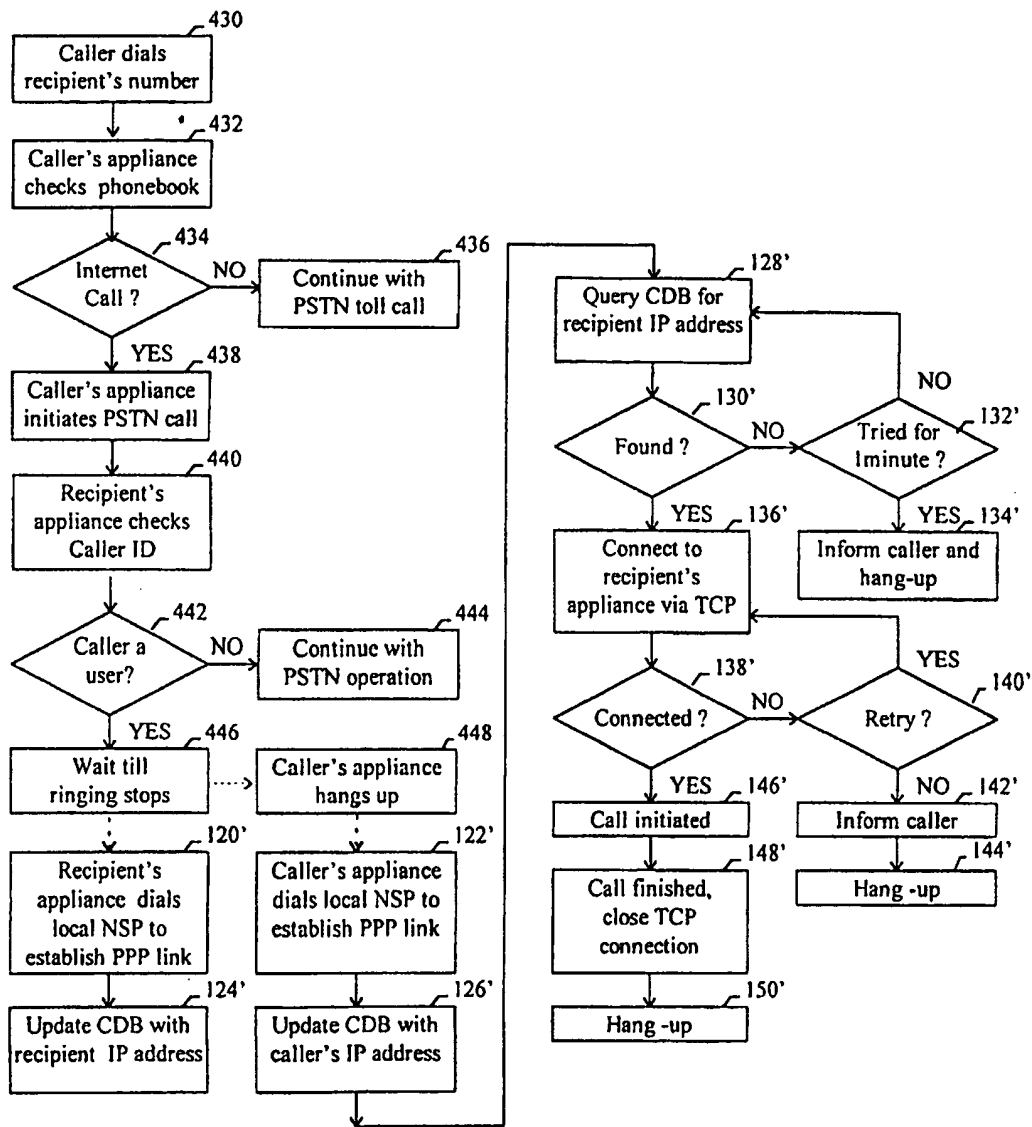 430
Caller dials
recipient's number
432
Caller's appliance
checks phonebook
434
Internet
Call ?
NO
436
Continue with
PSTN toll call
YES
438
Caller's appliance
initiates PSTN call
440
Recipient's
appliance checks
Caller ID
442
Caller a
user?
NO
444
Continue with
PSTN operation
YES
446
Wait till
ringing stops
448
Caller's appliance
hangs up
120'
Recipient's
appliance dials
local NSP to
establish PPP link
122'
Caller's appliance
dials local NSP to
establish PPP link
124'
Update CDB with
recipient IP address
126'
Update CDB with
caller's IP address
128'
Query CDB for
recipient IP address
130'
Found ?
NO
NO
132'
Tried for
1minute ?
YES
134'
Inform caller and
hang-up
YES
136'
Connect to
recipient's
appliance via TCP
138'
Connected ?
NO
YES
140'
Retry ?
NO
142'
Inform caller
144'
Hang -up
YES
146'
Call initiated
148'
Call finished,
close TCP
connection
150'
Hang -up